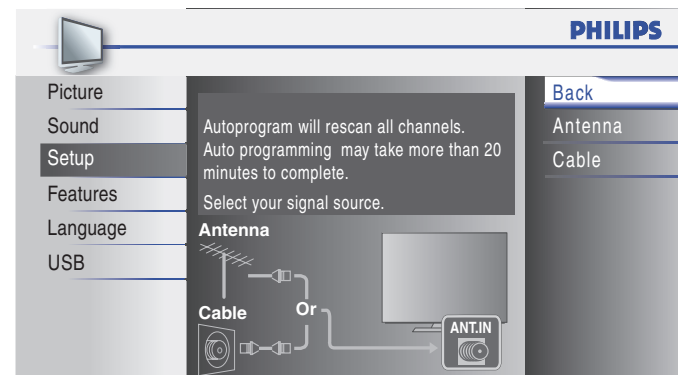 PHILIPS
Picture
Sound
Setup
Features
Language
USB
Autoprogram will rescan all channels.
Auto programming may take more than 20
minutes to complete.
Select your signal source.
Antenna
Cable
Or
ANT.IN
Back
Antenna
Cable